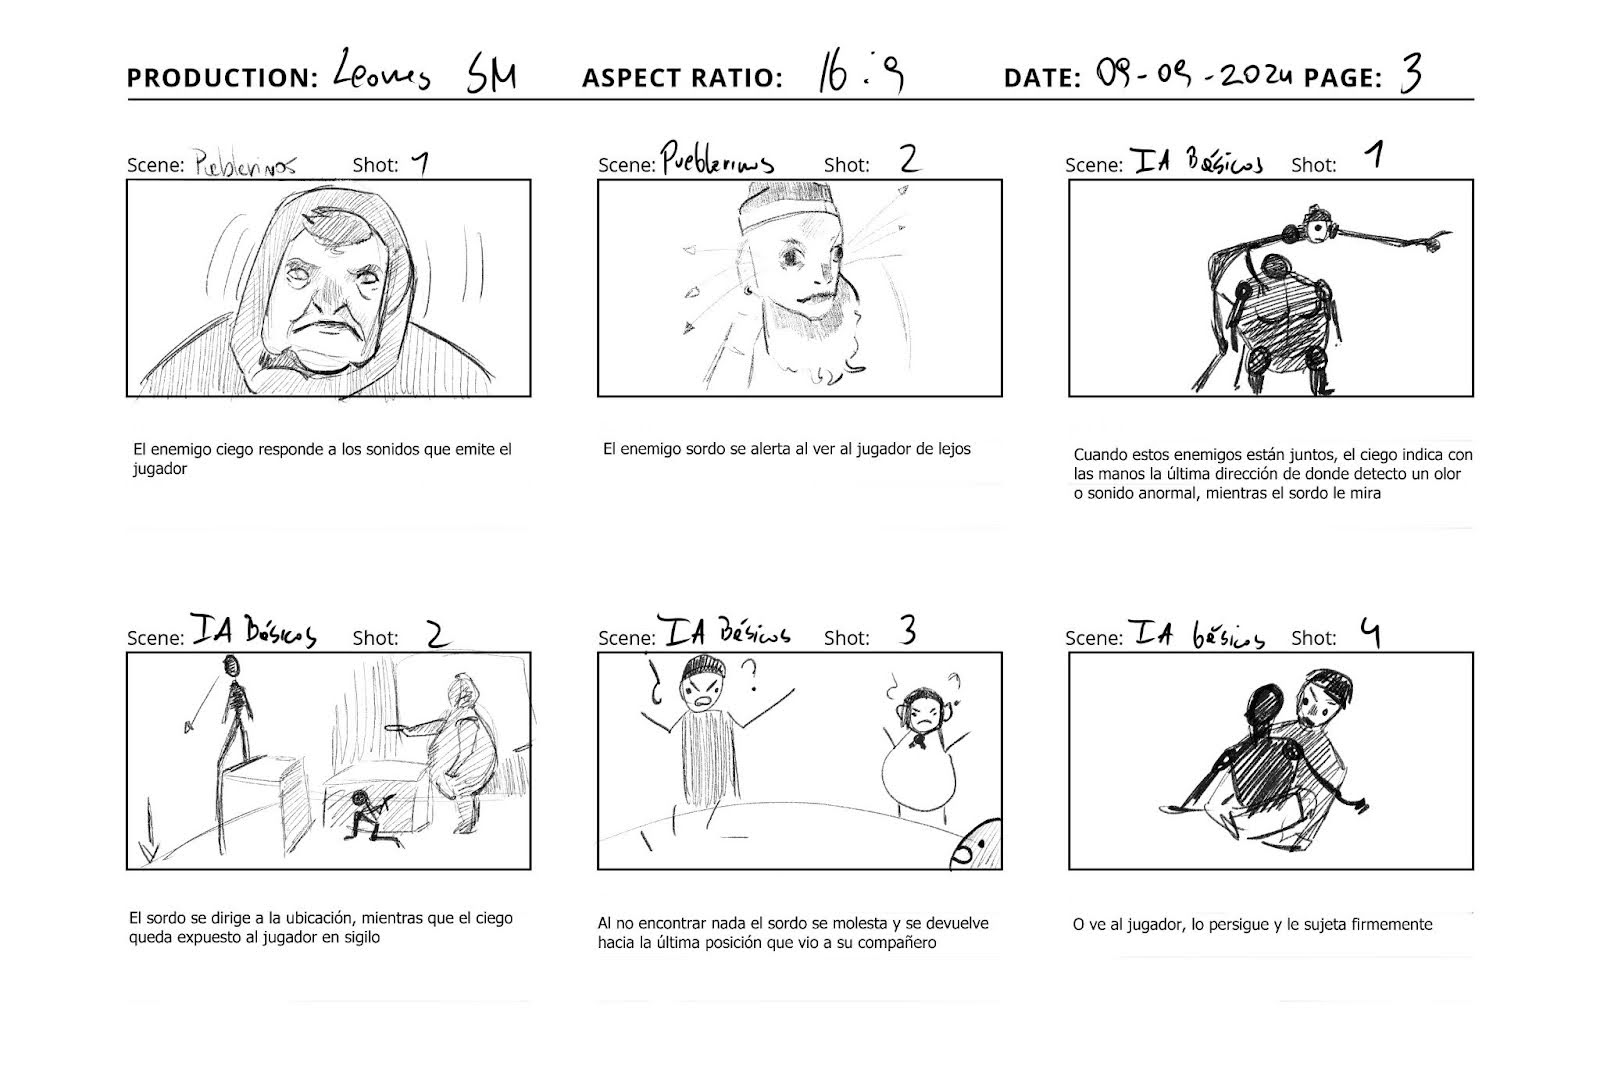 PRODUCTION: Leones SM ASPECT RATIO: 16:9 DATE: 09-09-2024 PAGE: 3
Scene: Pueblerinos Shot: 1
Scene: Pueblerinos Shot: 2
Scene: IA Básicos Shot: 1
El enemigo ciego responde a los sonidos que emite el
jugador
El enemigo sordo se alerta al ver al jugador de lejos
Cuando estos enemigos están juntos, el ciego indica con
las manos la última dirección de donde detecto un olor
o sonido anormal, mientras el sordo le mira
Scene: IA Básicos Shot: 2
Scene: IA Básicos Shot: 3
¿ ?
¿ ?
Scene: IA básicos Shot: 4
El sordo se dirige a la ubicación, mientras que el ciego
queda expuesto al jugador en sigilo
Al no encontrar nada el sordo se molesta y se devuelve
hacia la última posición que vio a su compañero
O ve al jugador, lo persigue y le sujeta firmemente